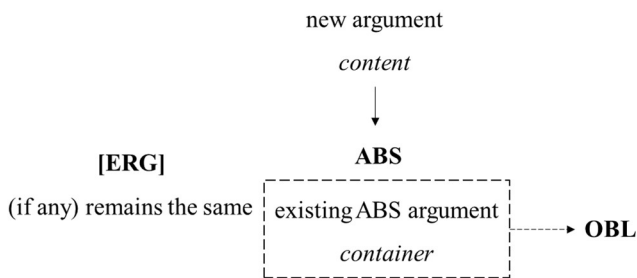 new argument
content
ABS
[ERG]
(if any) remains the same
existing ABS argument
container
OBL